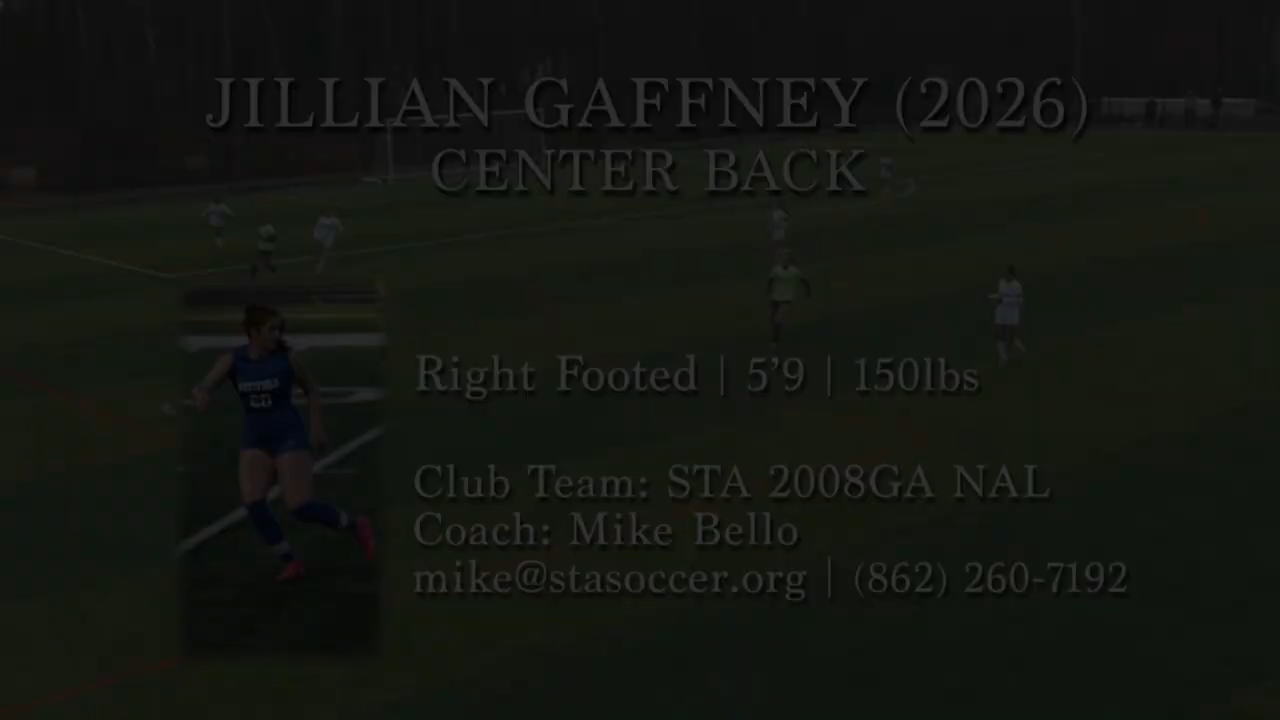 JILLIAN GAFFNEY (2026)
CENTER BACK
Right Footed | 5'9 | 150lbs
Club Team: STA 2008GA NAL
Coach: Mike Bello
mike@stasoccer.org | (862) 260-7192
20